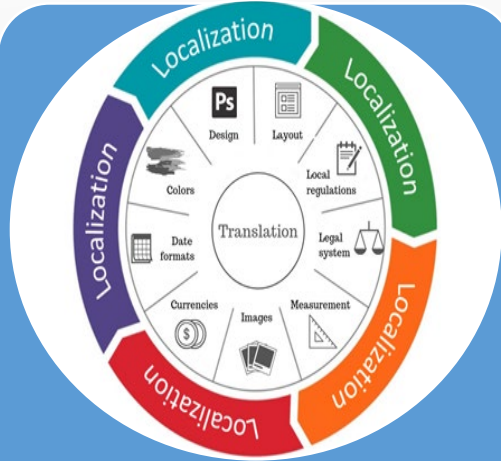 Localization
Localization
Localization
Localization
Localization
Ps
Design
Layout
Local
regulations
Legal
system
Measurement
Images
Currencies
$
Date
formats
Colors
Translation